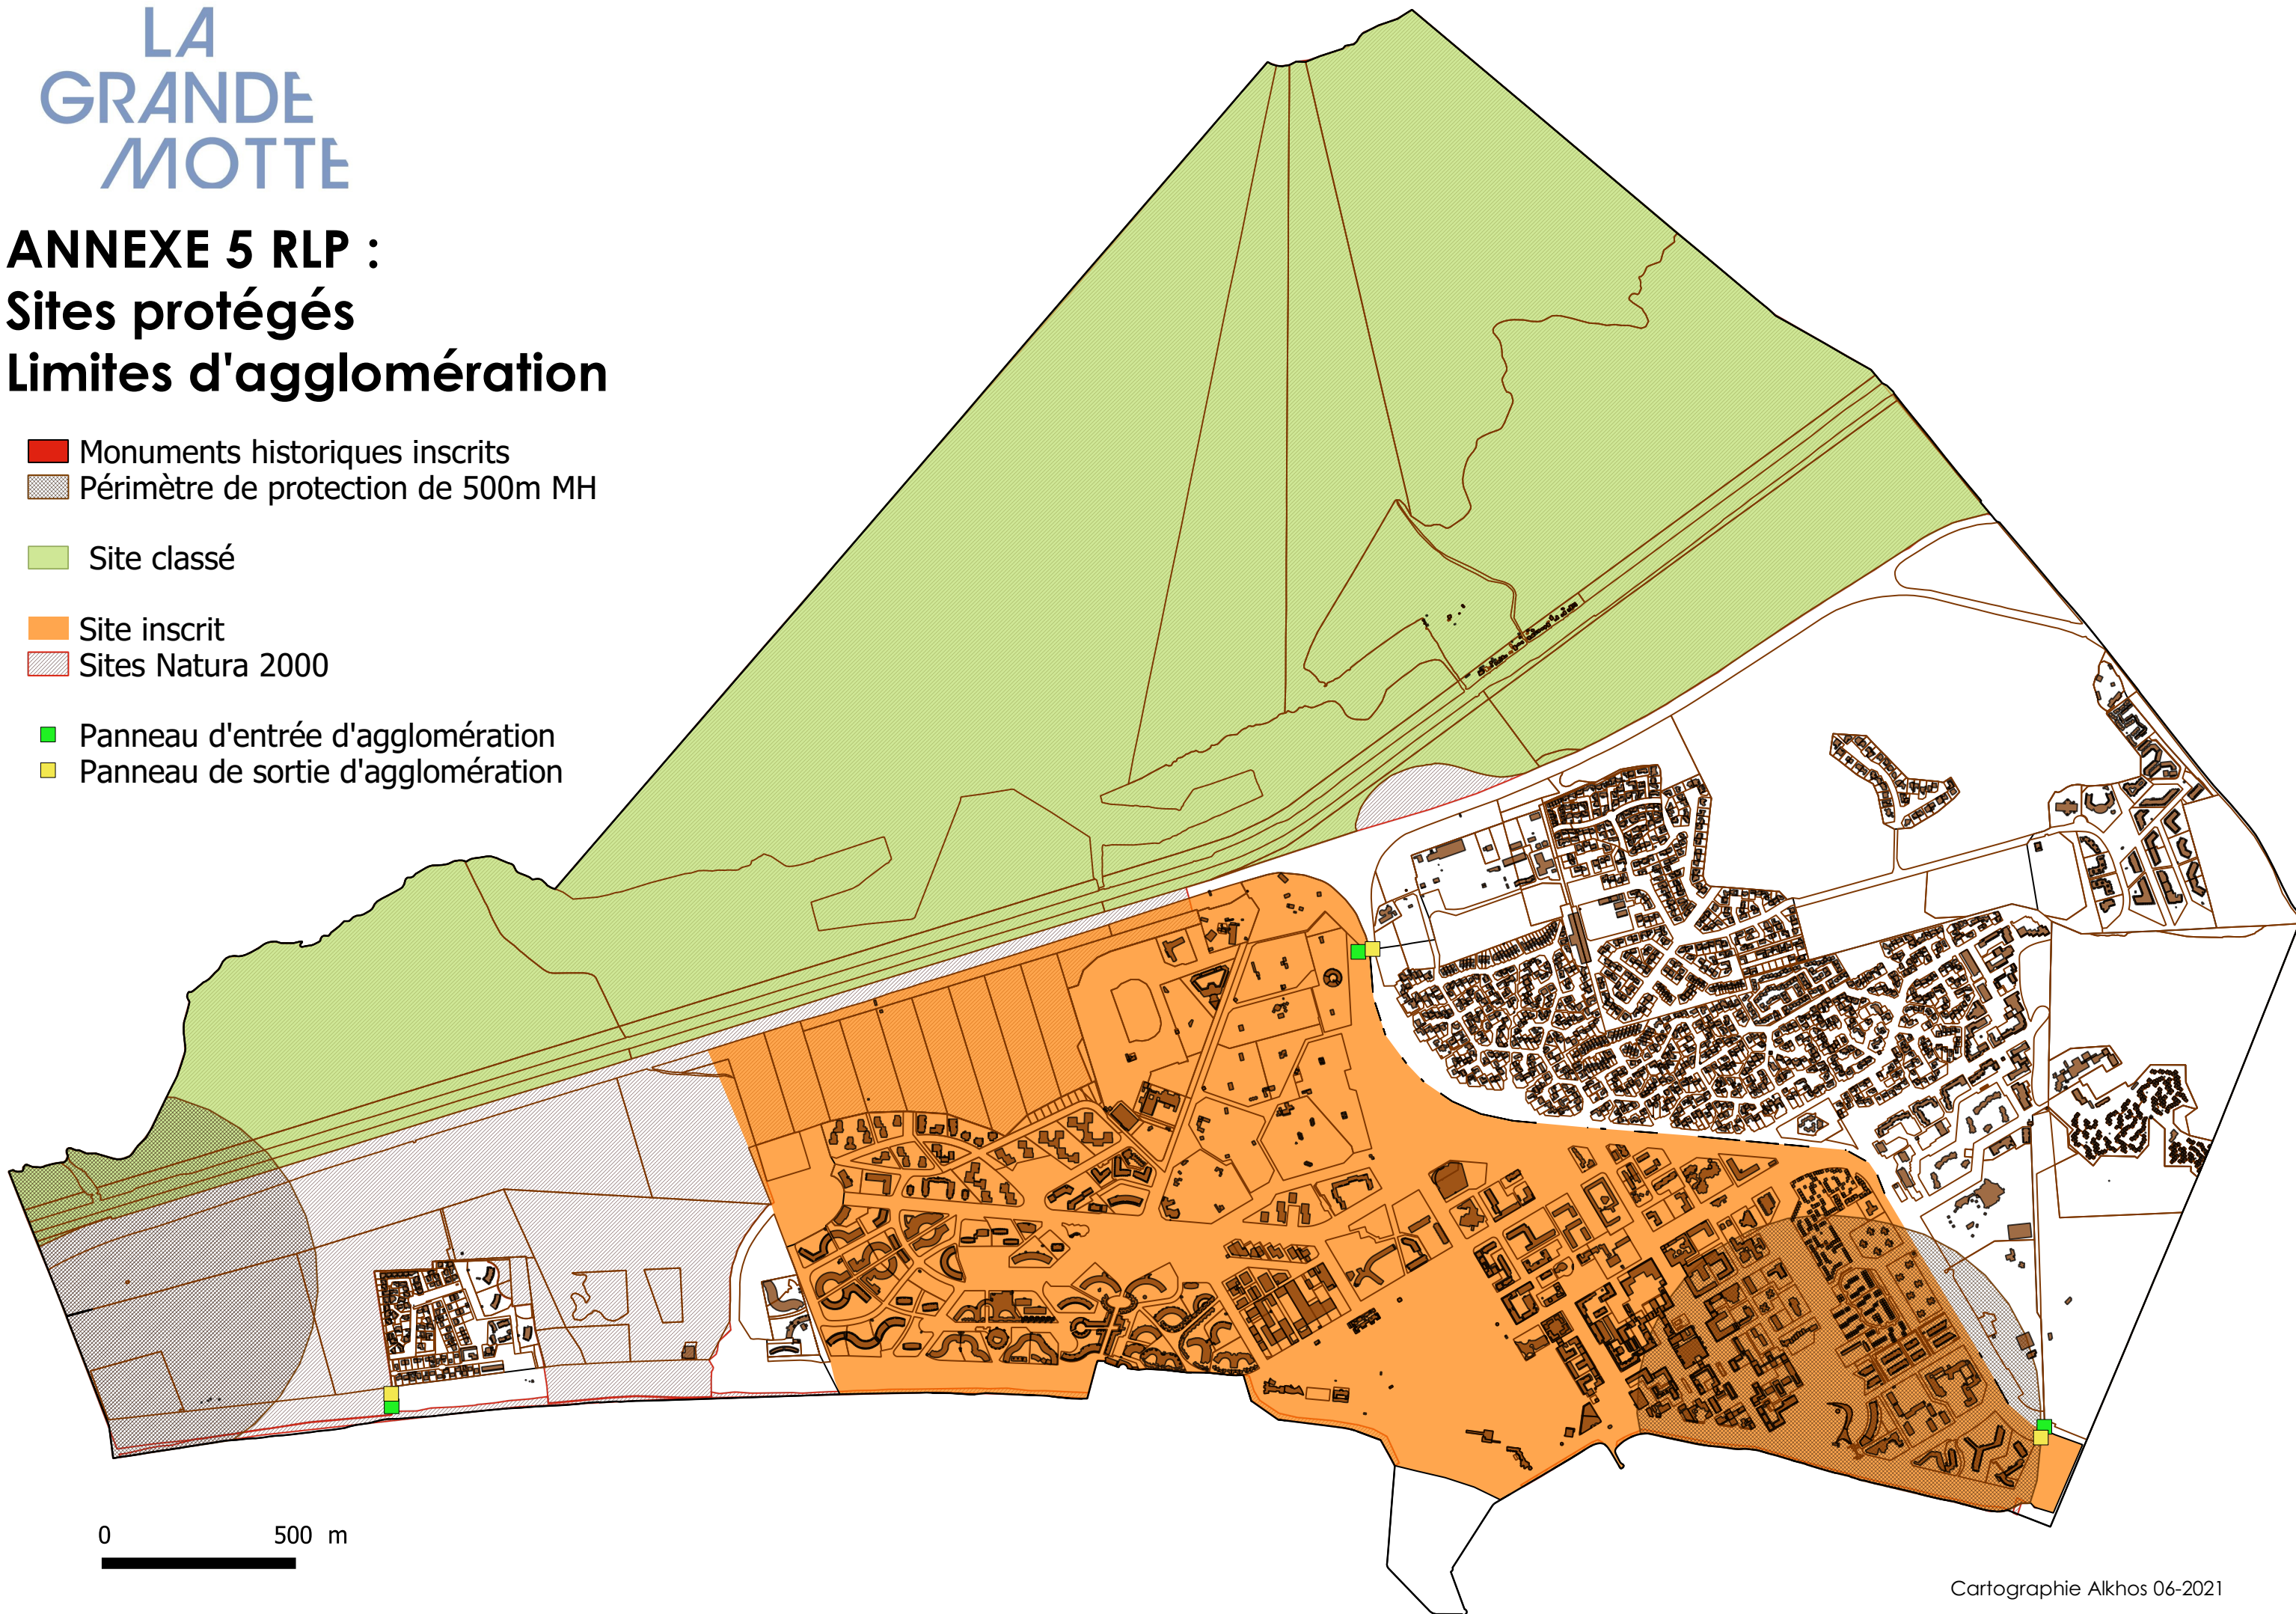 LA
GRANDE
MOTTE
ANNEXE 5 RLP :
Sites protégés
Limites d'agglomération
Monuments historiques inscrits
Périmètre de protection de 500m MH
Site classé
Site inscrit
Sites Natura 2000
Panneau d'entrée d'agglomération
Panneau de sortie d'agglomération
0 500 m
Cartographie Alkhos 06-2021